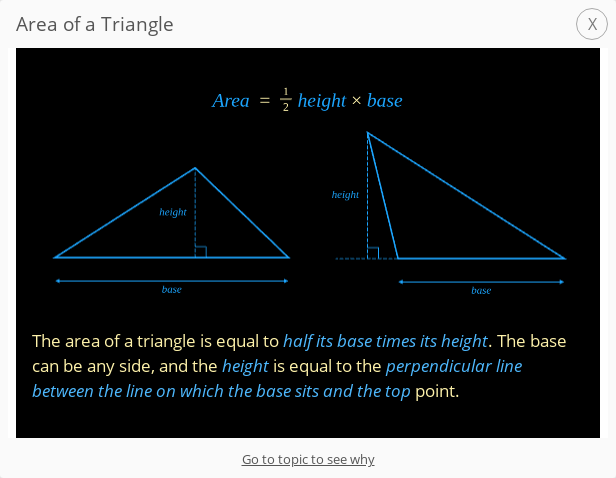 Area of a Triangle
X
Area = 1/2 height × base
height
height
base
base
The area of a triangle is equal to half its base times its height. The base
can be any side, and the height is equal to the perpendicular line
between the line on which the base sits and the top point.
Go to topic to see why